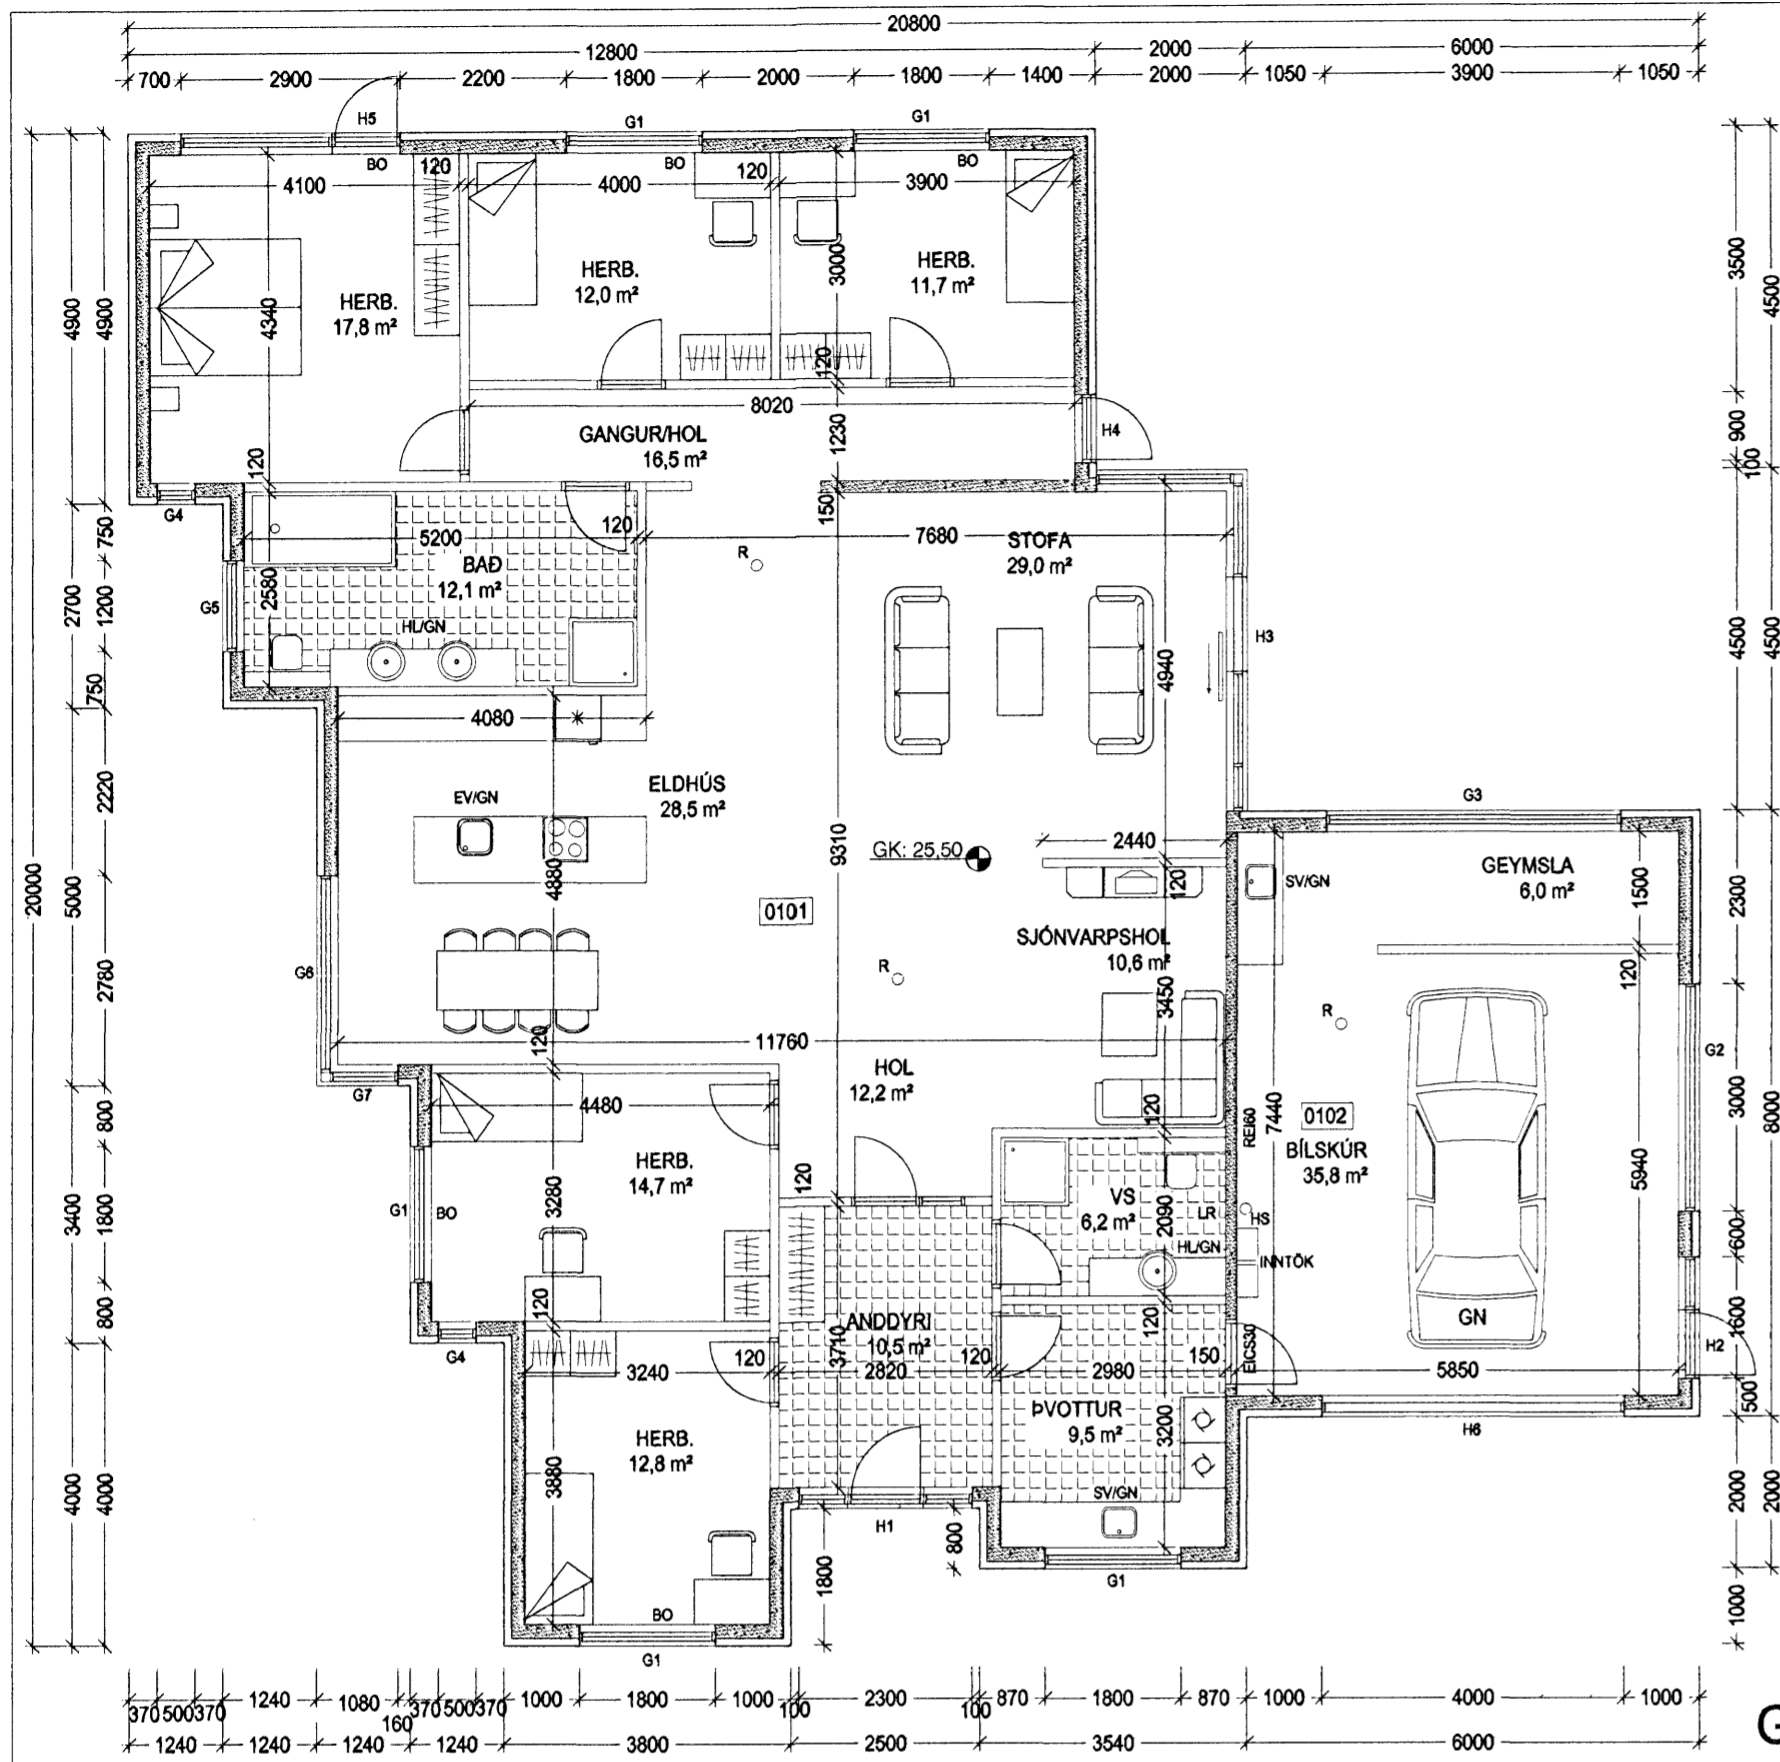 20800
12800 2000 6000
700 2900 2200 1800 2000 1800 1400 2000 1050 3900 1050
H5 G1 G1
BO BO BO
120 120
4100 4000 3900
HERB.
17,8 m²
HERB.
12,0 m²
HERB.
11,7 m²
4340
3000
120
8020
GANGUR/HOL
16,5 m²
1230
H4
120
G4
150
5200
120
7680
BAÐ
12,1 m²
2580
G5
HL/GN
R
STOFA
29,0 m²
H3
4940
4080
ELDHÚS
28,5 m²
EV/GN
4880
9310
GK: 25,50
2440
120
0101
G3
GEYMSLA
6,0 m²
SV/GN
1500
120
SJÓNVARPSHOL
10,6 m²
3450
R
R
G6
G2
120
11760
HOL
12,2 m²
G7
4480
120
7440
REI60
0102
BÍLSKÚR
35,8 m²
5940
HERB.
14,7 m²
3280
G1
BO
120
VS
6,2 m²
2090
LR
HS
HL/GN
INNTÖK
GN
120
ANDDYRI
10,5 m²
3710
120
EICS30
G4
3240
120
2820
120
2980
150
5850
H2
ÞVOTTUR
9,5 m²
3200
H6
HERB.
12,8 m²
3880
SV/GN
H1
800
1800
G1
BO
G1
20000
4900 2700 5000 3400 4000
4900 750 1200 750 2220 2780 800 1800 800 4000
3500 900 100 4500 2300 3000 600 1600 500 2000 1000
4500 4500 8000 2000
370 500 370 1240 1080 160 370 500 370 1000 1800 1000 100 2300 100 870 1800 870 1000 4000 1000
1240 1240 1240 1240 3800 2500 3540 6000
G